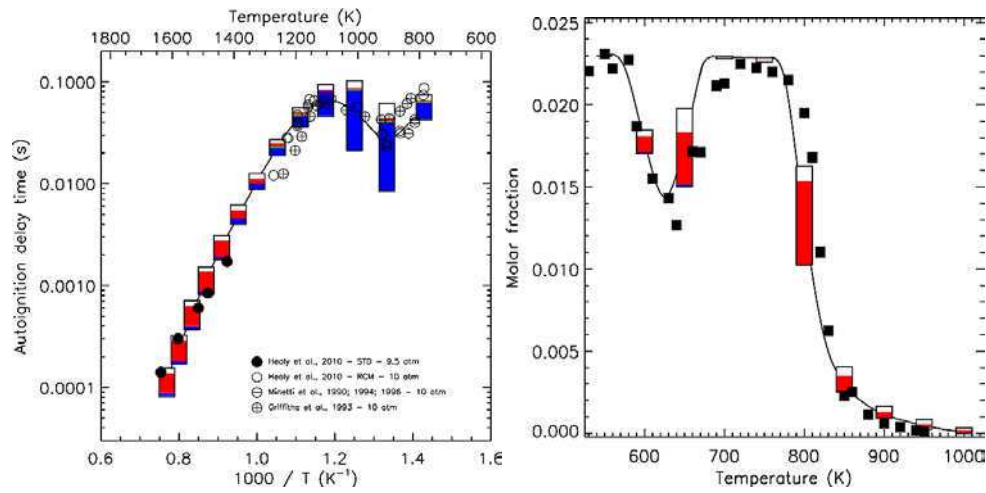 Temperature (K)
1800 1600 1400 1200 1000 800 600
0.1000
0.0100
0.0010
0.0001
Autoignition delay time (s)
Healy et al., 2010 - STD - 9.5 atm
Healy et al., 2010 - RCM - 10 atm
Minetti et al., 1990; 1994; 1996 - 10 atm
Griffiths et al., 1993 - 10 atm
0.6 0.8 1.0 1.2 1.4 1.6
1000 / T (K⁻¹)
0.025
0.020
0.015
0.010
0.005
0.000
Molar fraction
600 700 800 900 1000
Temperature (K)